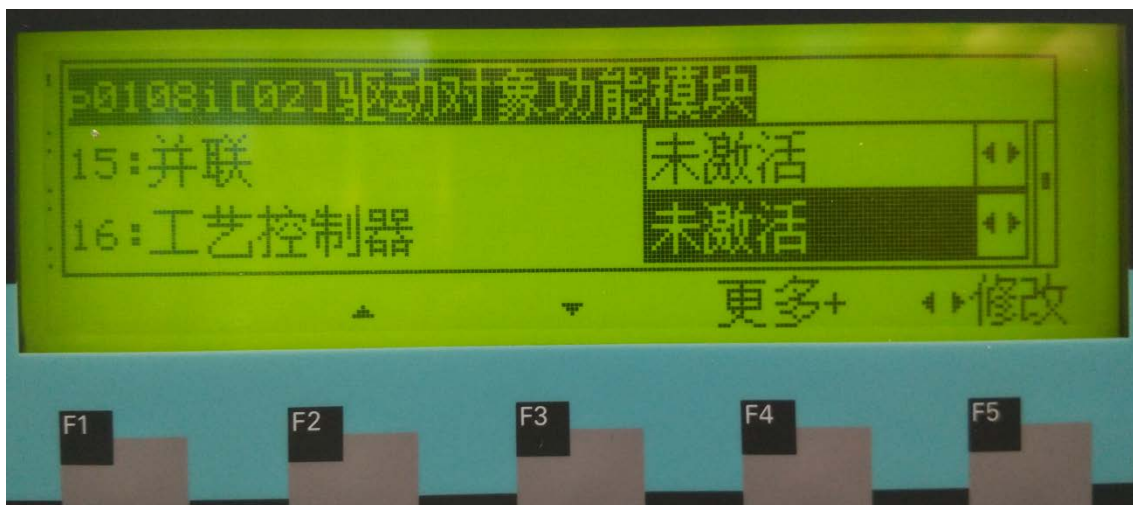 p0108i[02]驱动对象功能模块
15:并联 未激活
16:工艺控制器 未激活
更多+ 修改
F1 F2 F3 F4 F5